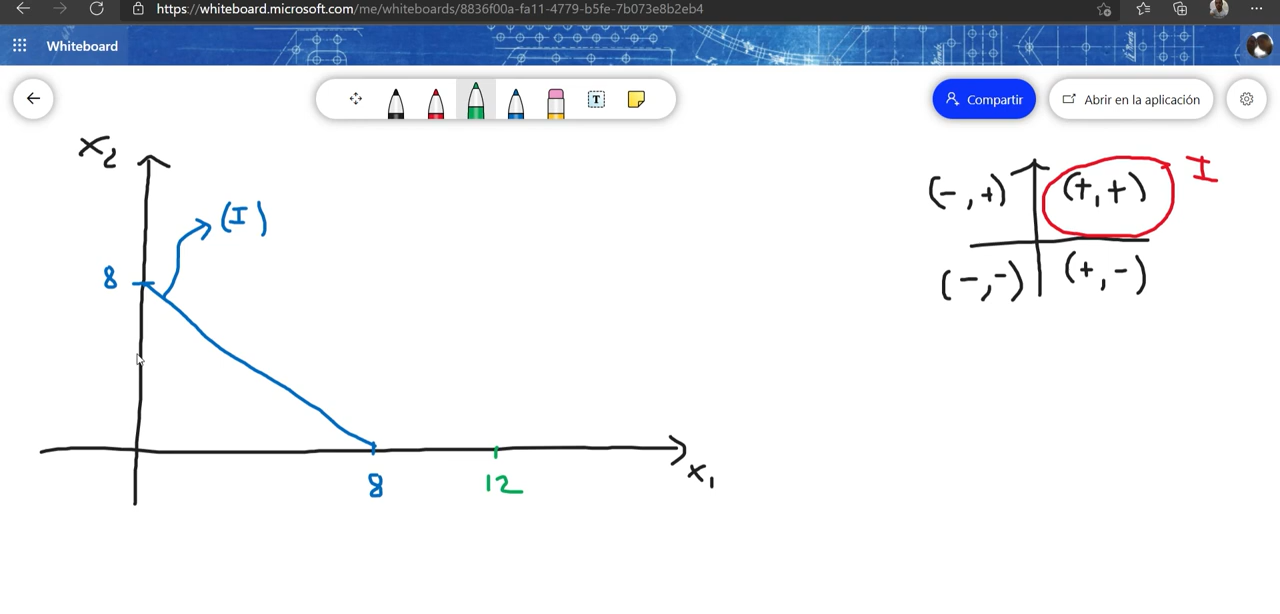 https://whiteboard.microsoft.com/me/whiteboards/8836f00a-fa11-4779-b5fe-7b073e8b2eb4
Whiteboard
T
Compartir
Abrir en la aplicación
x₂
(I)
8
8
12
x₁
(-,+)
(+,+)
I
(-,-)
(+,-)